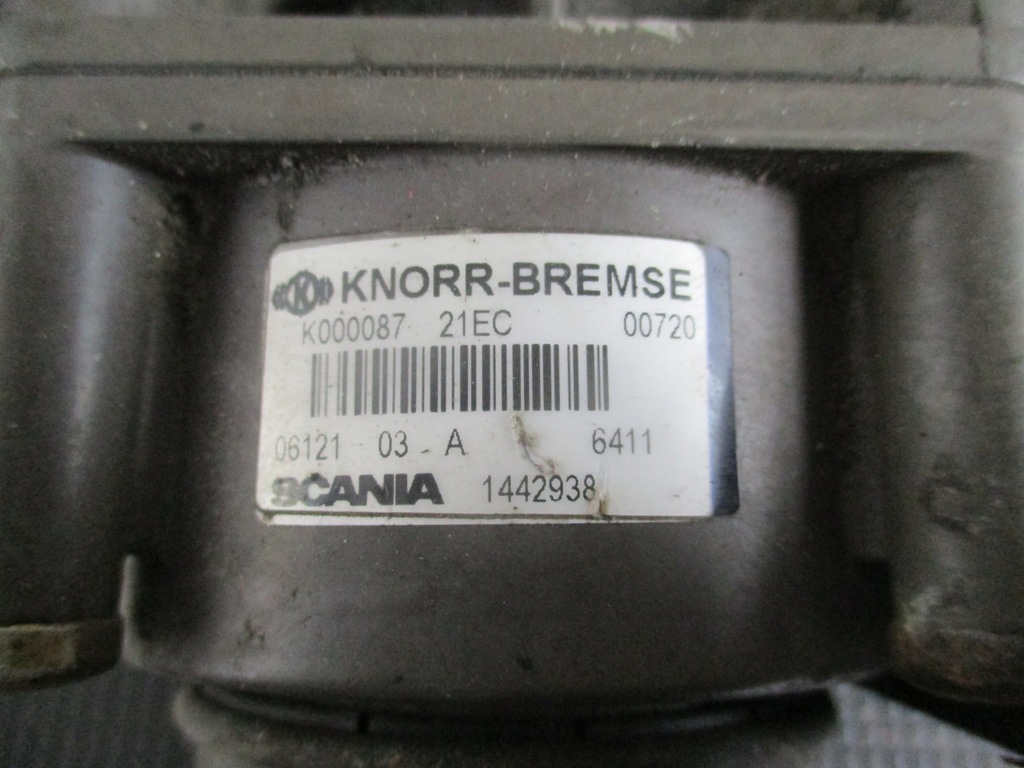 KNORR-BREMSE
K000087 21EC 00720
06121 03 - A 6411
SCANIA 1442938